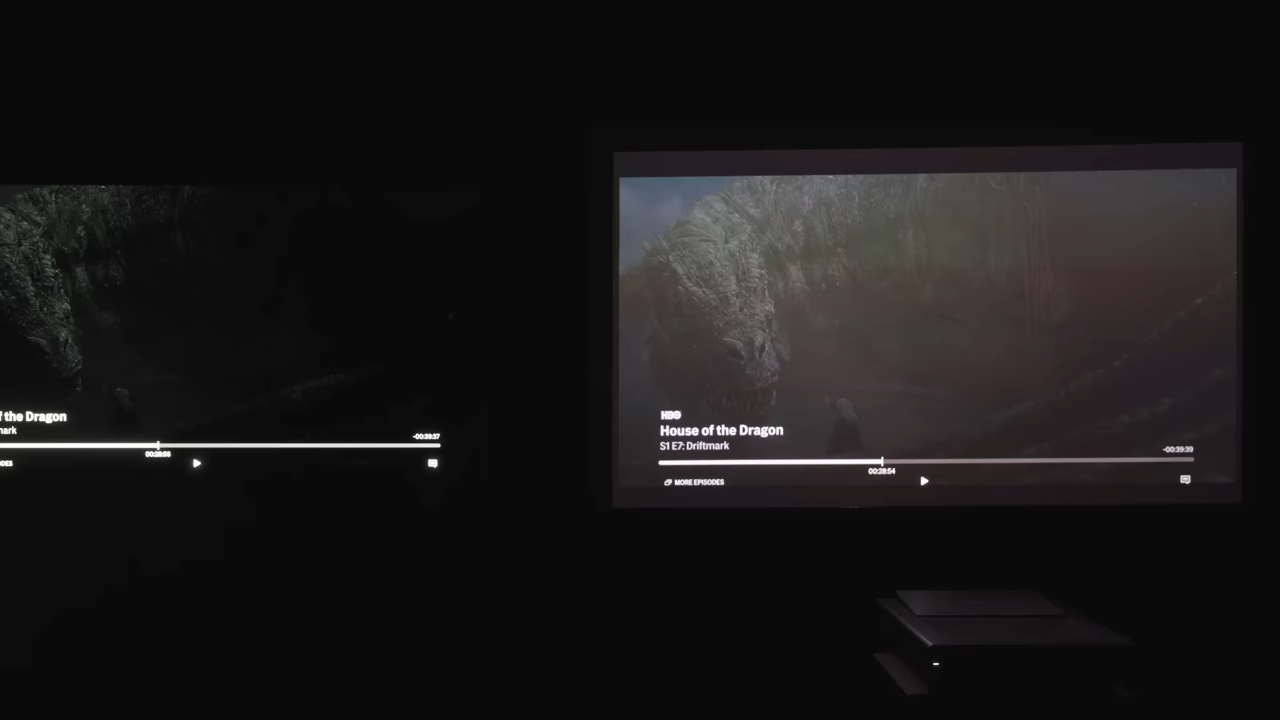 f the Dragon
mark
-00:39:37
00:28:56
DES
HBO
House of the Dragon
S1 E7: Driftmark
-00:39:39
00:28:54
MORE EPISODES